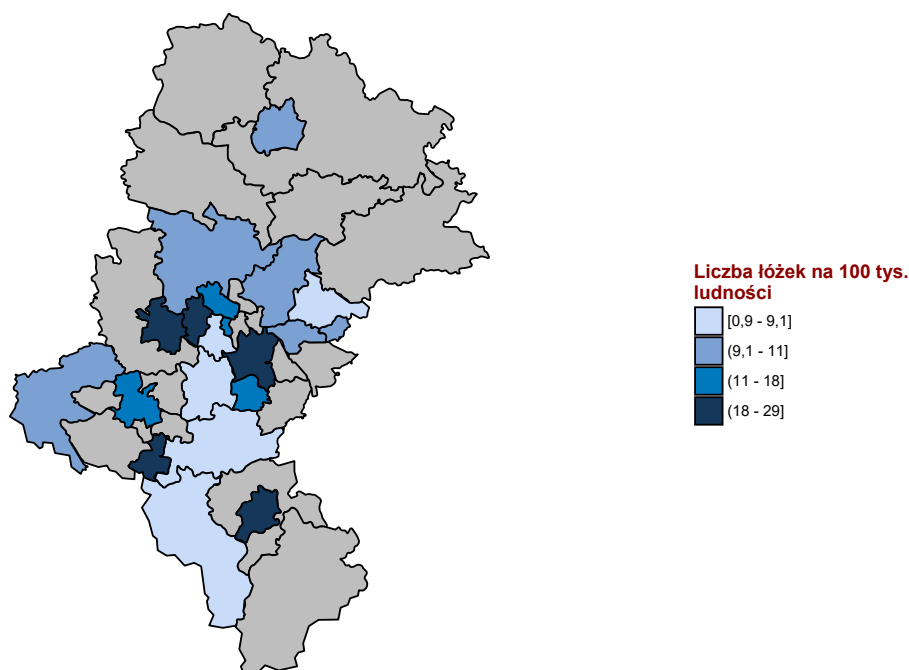 Liczba łóżek na 100 tys.
ludności
[0,9 - 9,1]
(9,1 - 11]
(11 - 18]
(18 - 29]